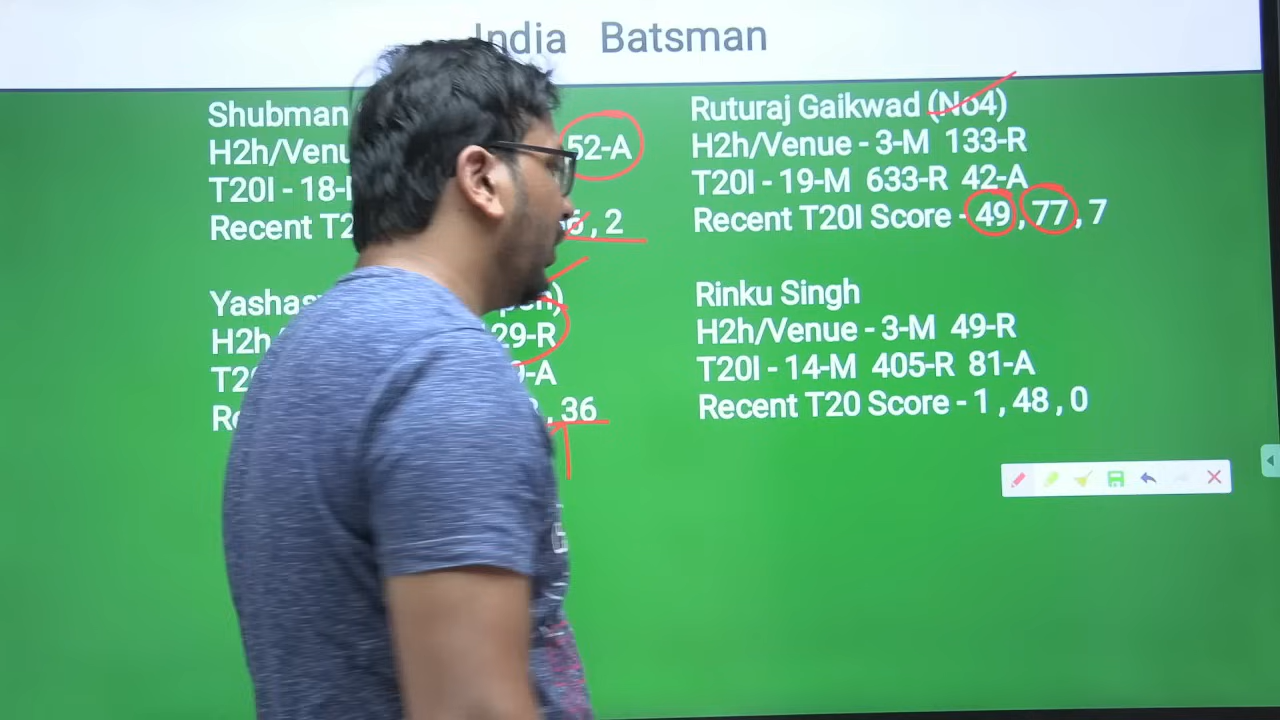 India Batsman
Shubman
H2h/Venu 52-A
T20I - 18-
Recent T2 , 2
Yashas
H2h 29-R
T2 9-A
Re , 36
Ruturaj Gaikwad (No4)
H2h/Venue - 3-M 133-R
T20I - 19-M 633-R 42-A
Recent T20I Score - 49 , 77 , 7
Rinku Singh
H2h/Venue - 3-M 49-R
T20I - 14-M 405-R 81-A
Recent T20 Score - 1 , 48 , 0